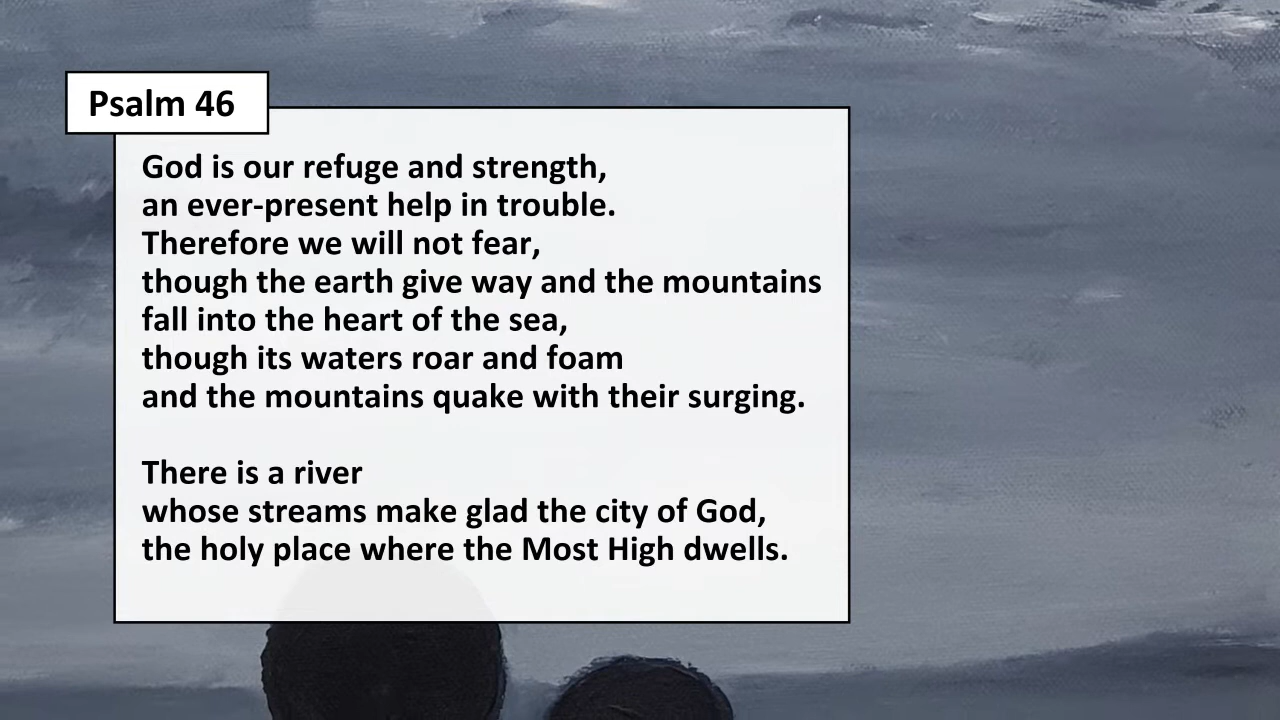 Psalm 46
God is our refuge and strength,
an ever-present help in trouble.
Therefore we will not fear,
though the earth give way and the mountains
fall into the heart of the sea,
though its waters roar and foam
and the mountains quake with their surging.
There is a river
whose streams make glad the city of God,
the holy place where the Most High dwells.